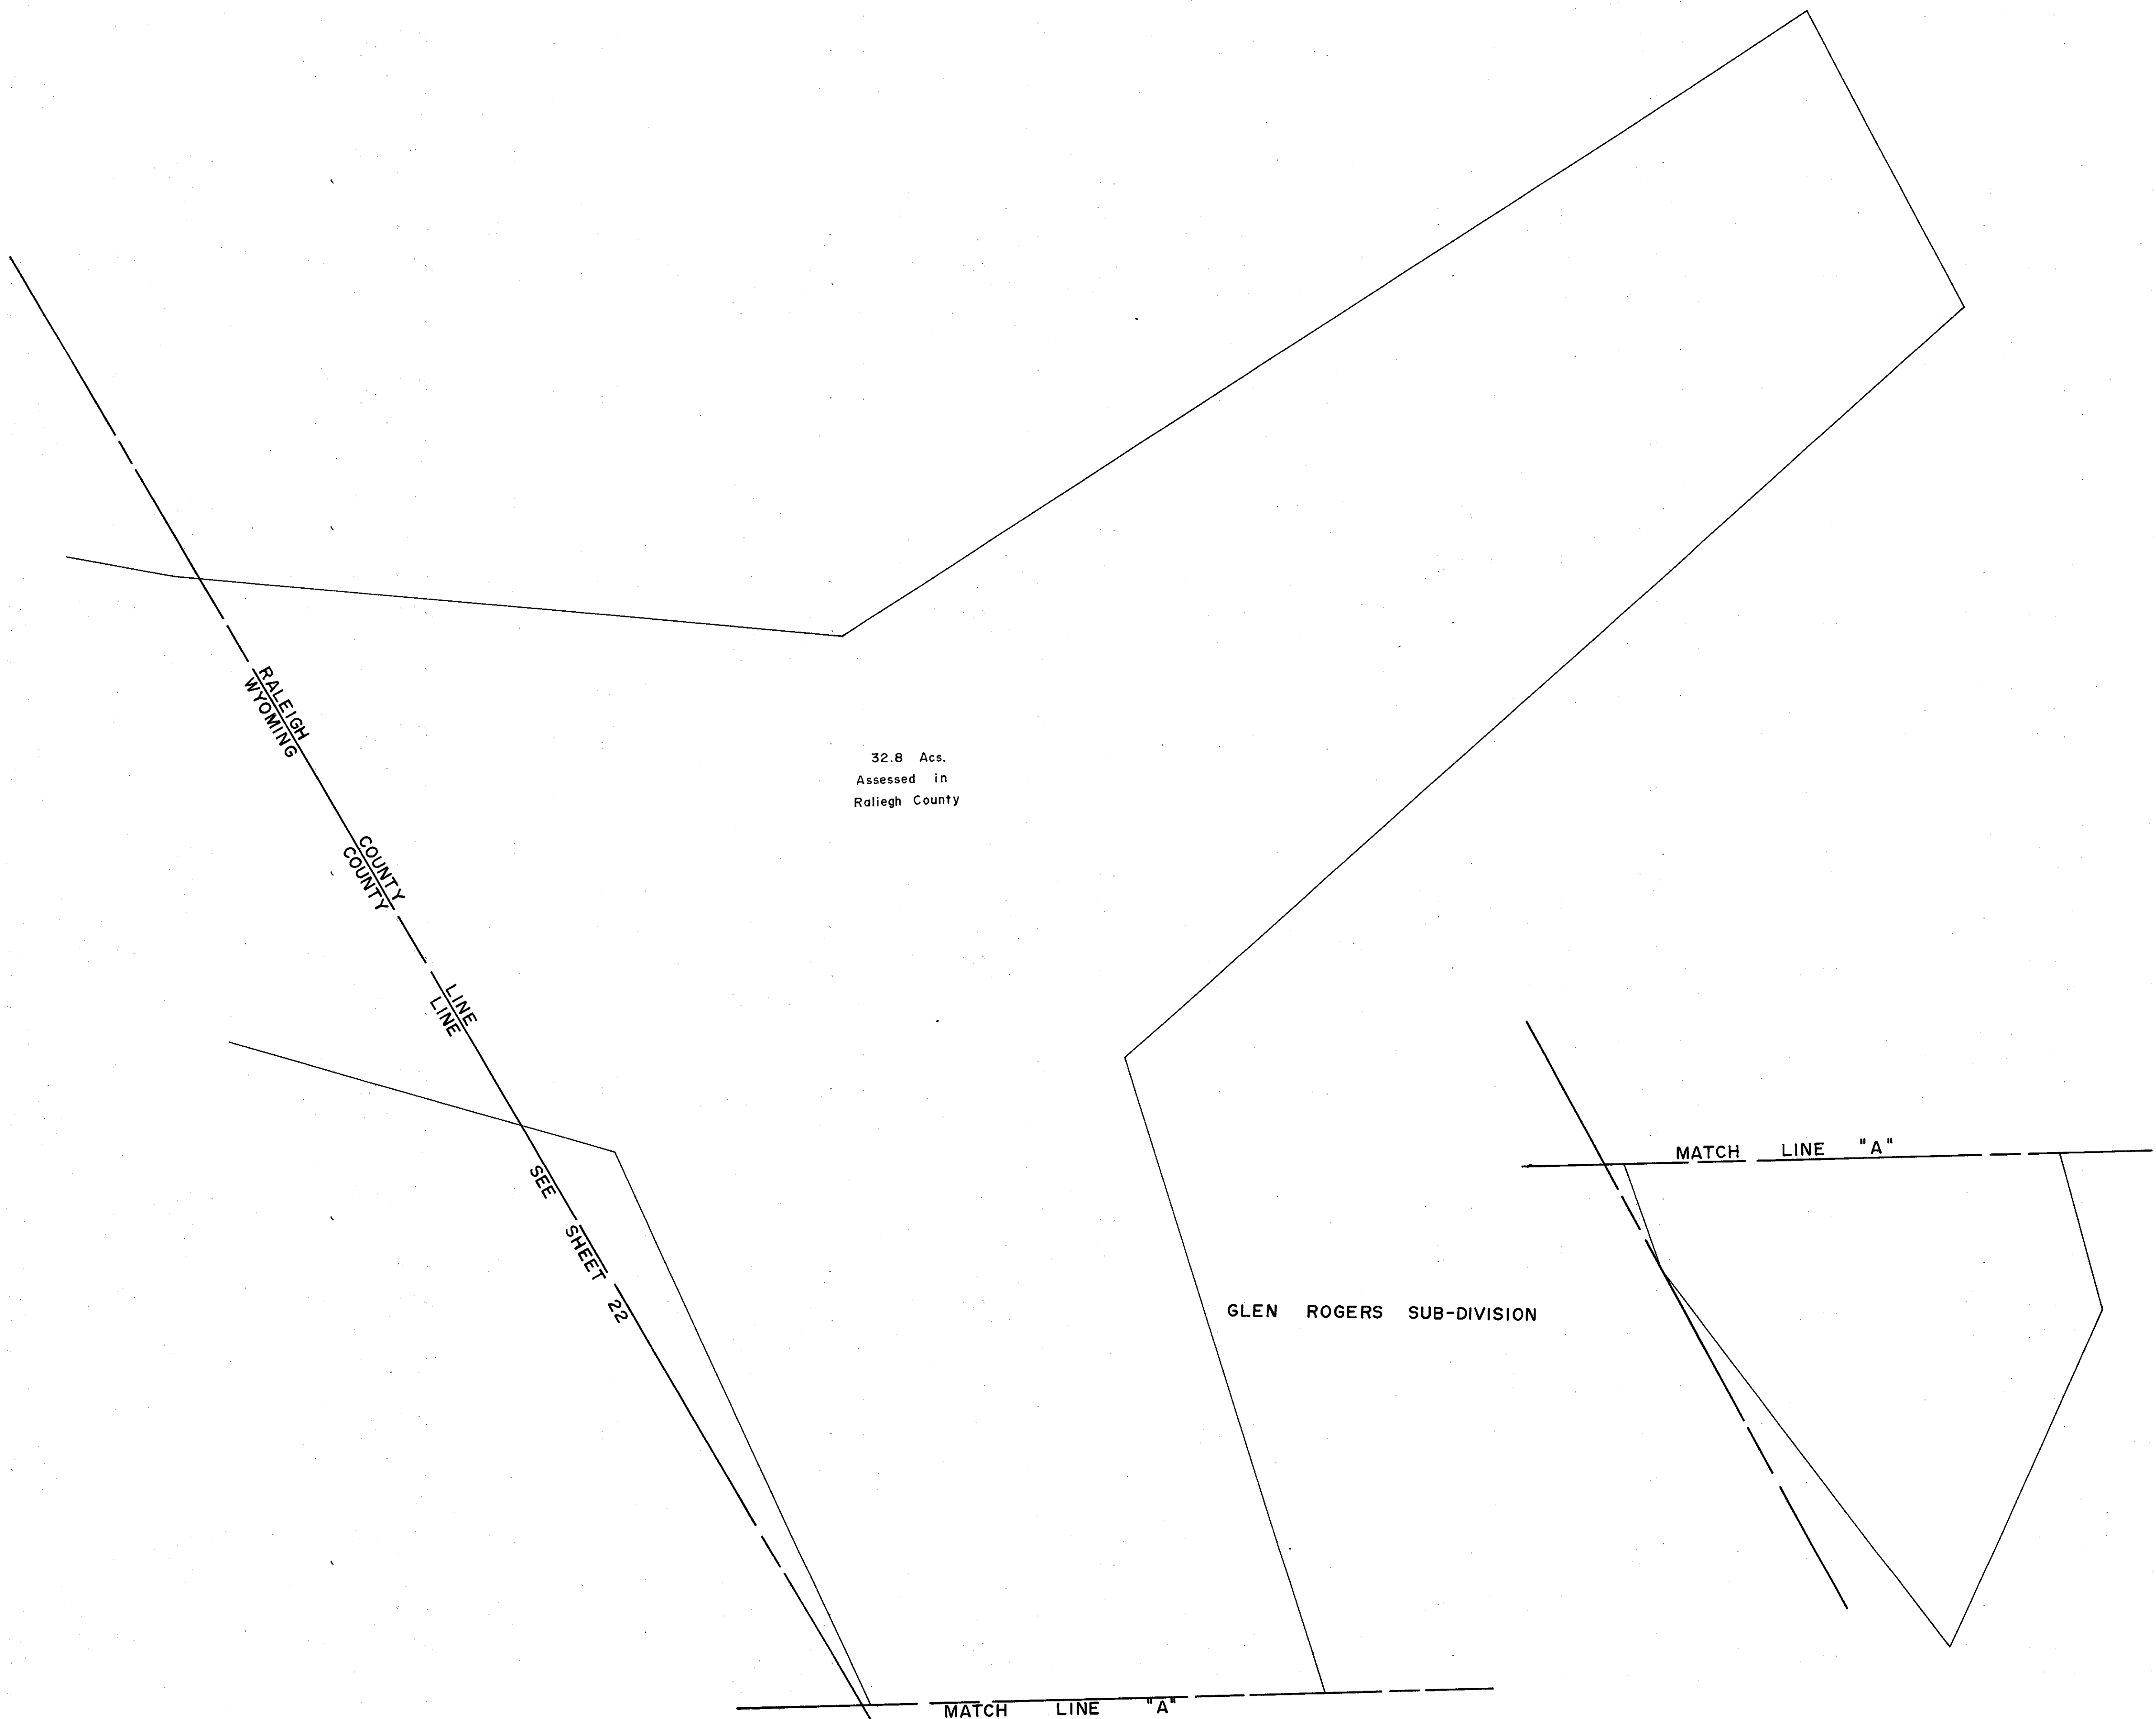 RALEIGH COUNTY LINE
WYOMING COUNTY LINE
32.8 Acs.
Assessed in
Raliegh County
SEE SHEET 22
GLEN ROGERS SUB-DIVISION
MATCH LINE "A"
MATCH LINE "A"